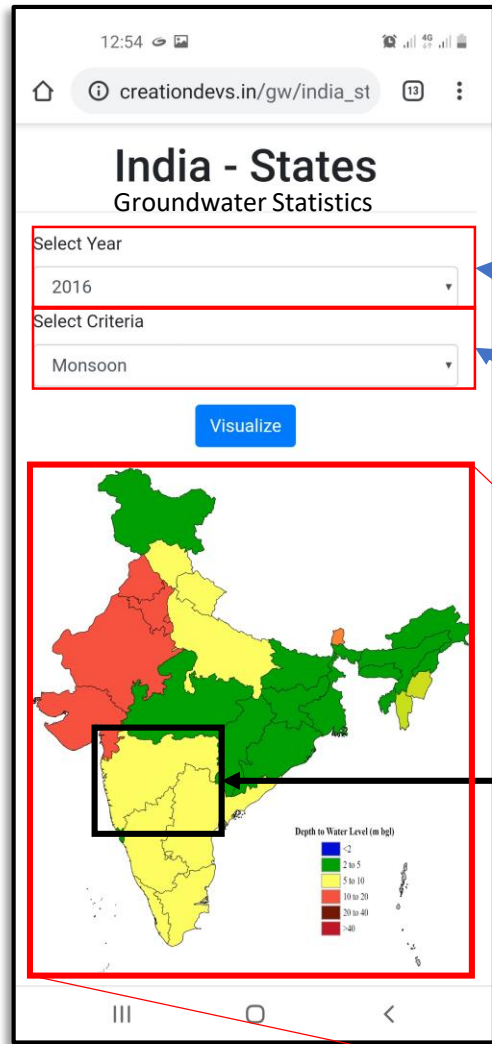 12:54
4G
creationdevs.in/gw/india_st
13
India - States
Groundwater Statistics
Select Year
2016
Select Criteria
Monsoon
Visualize
Depth to Water Level (m bgl)
<2
2 to 5
5 to 10
10 to 20
20 to 40
>40